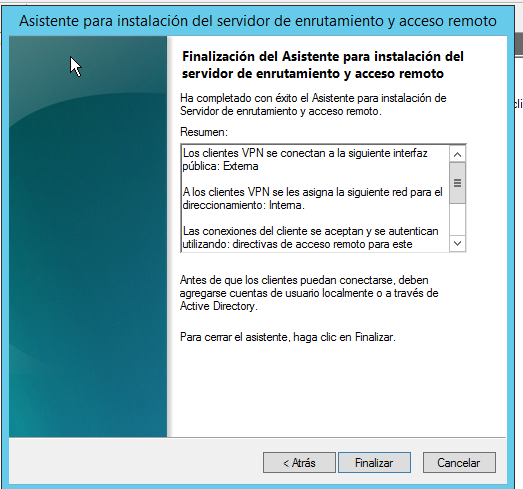 Asistente para instalación del servidor de enrutamiento y acceso remoto
Finalización del Asistente para instalación del
servidor de enrutamiento y acceso remoto
Ha completado con éxito el Asistente para instalación de
Servidor de enrutamiento y acceso remoto.
Resumen:
Los clientes VPN se conectan a la siguiente interfaz
pública: Externa
A los clientes VPN se les asigna la siguiente red para el
direccionamiento: Interna.
Las conexiones del cliente se aceptan y se autentican
utilizando: directivas de acceso remoto para este
Antes de que los clientes puedan conectarse, deben
agregarse cuentas de usuario localmente o a través de
Active Directory.
Para cerrar el asistente, haga clic en Finalizar.
< Atrás
Finalizar
Cancelar